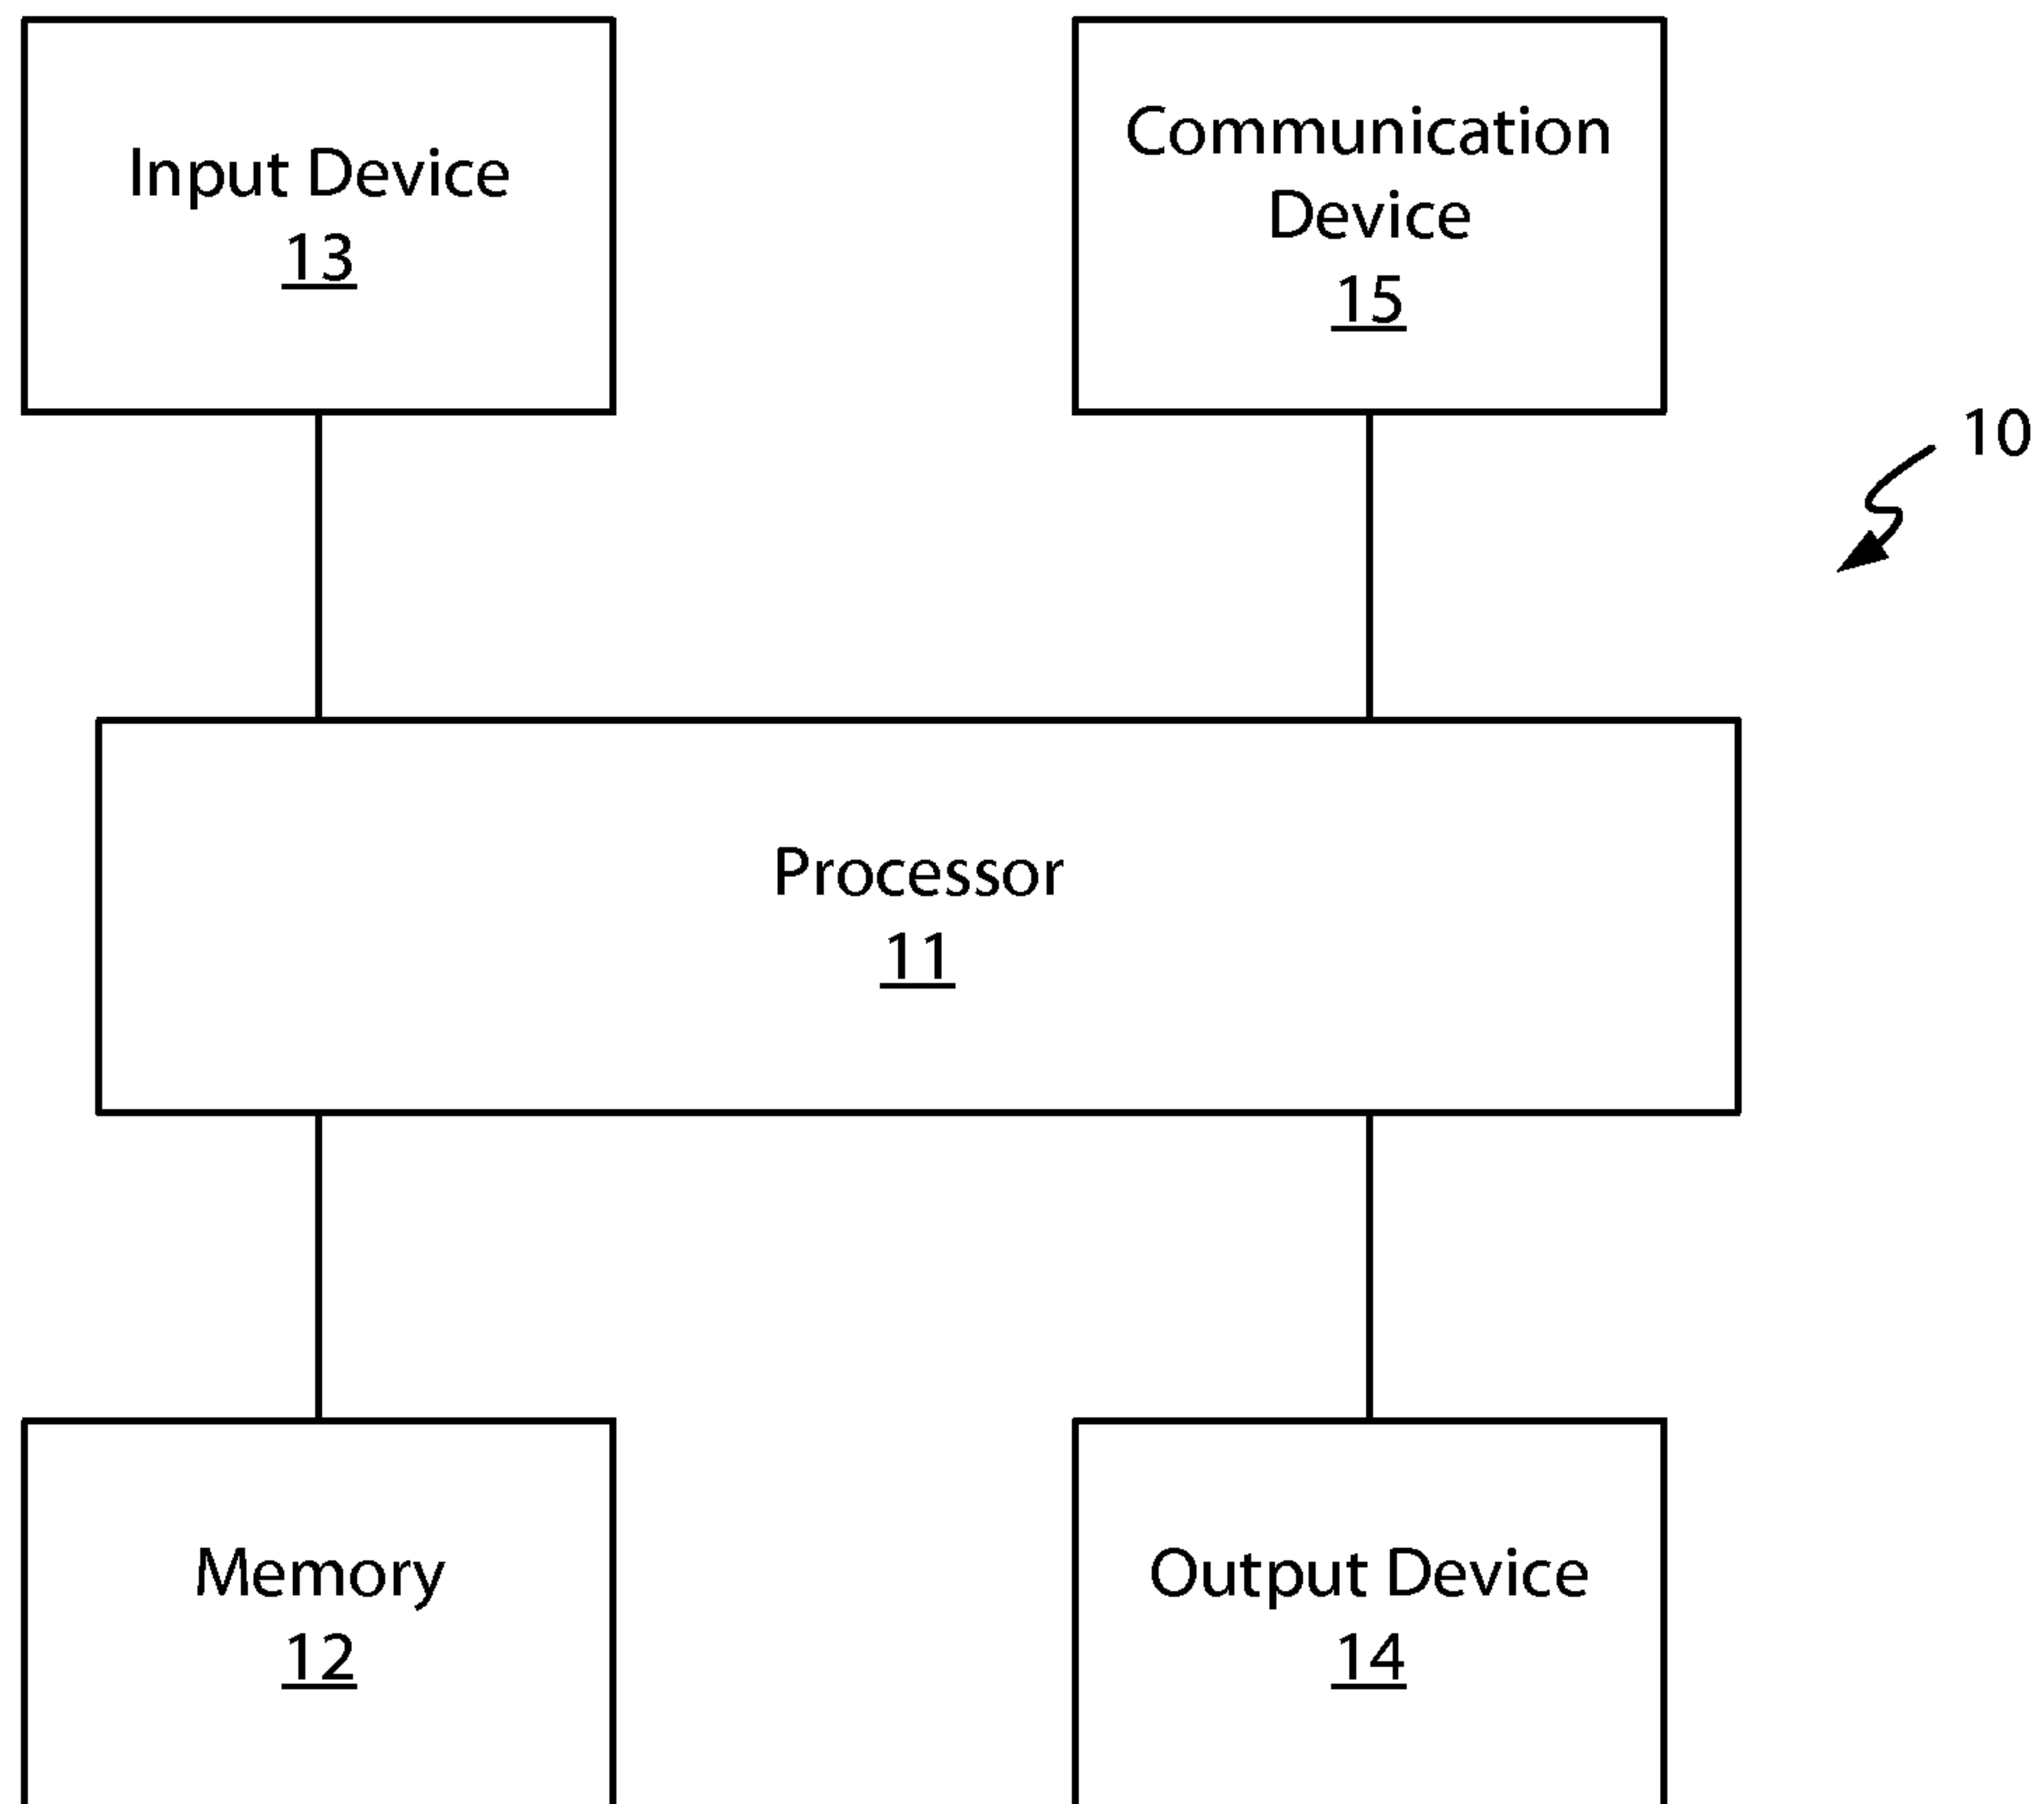 Input Device
13
Communication
Device
15
10
Processor
11
Memory
12
Output Device
14